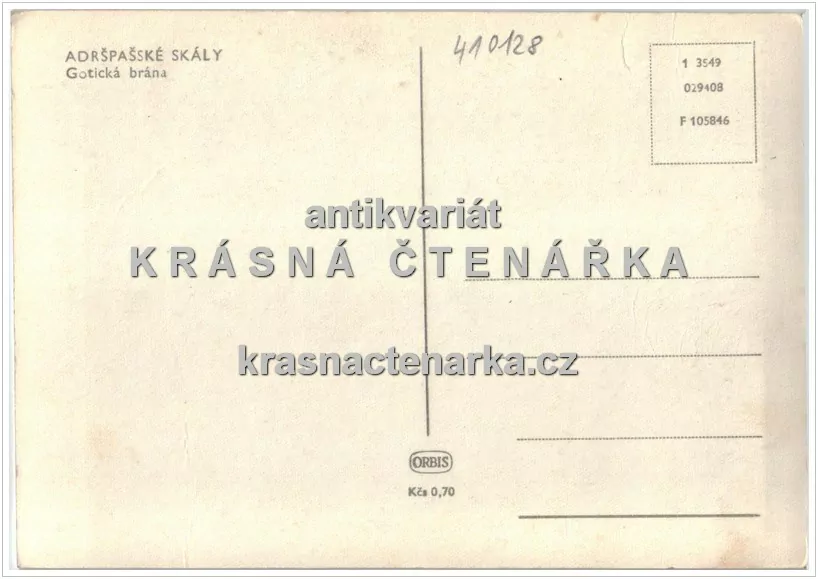 ADRŠPAŠSKÉ SKÁLY
Gotická brána
410128
1 3549
029408
F 105846
antikvariát
KRÁSNÁ ČTENÁŘKA
krasnactenarka.cz
ORBIS
Kčs 0,70